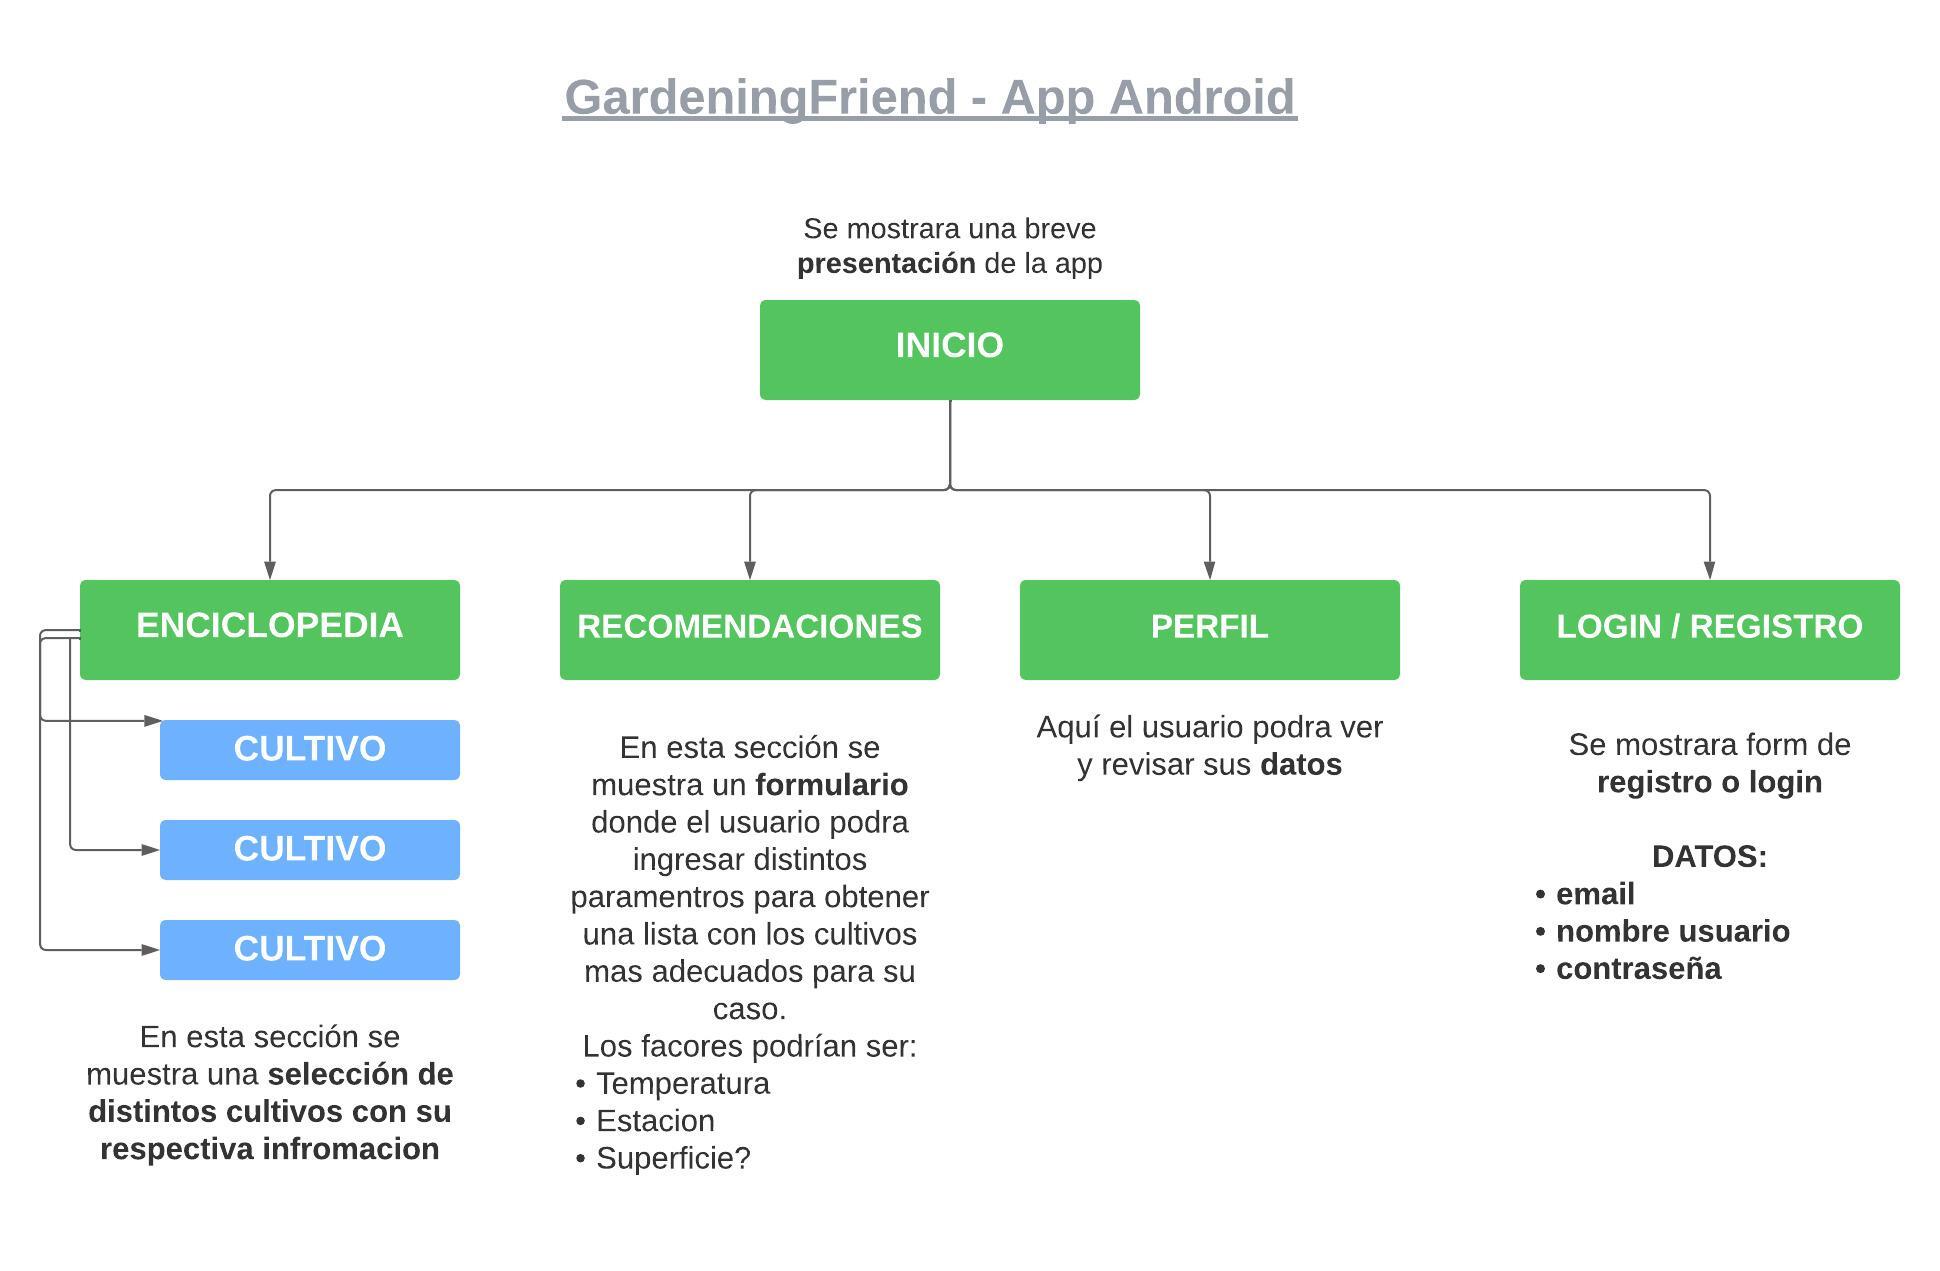 GardeningFriend - App Android
Se mostrara una breve
presentación de la app
INICIO
ENCICLOPEDIA
CULTIVO
CULTIVO
CULTIVO
En esta sección se
muestra una selección de
distintos cultivos con su
respectiva infromacion
RECOMENDACIONES
En esta sección se
muestra un formulario
donde el usuario podra
ingresar distintos
paramentros para obtener
una lista con los cultivos
mas adecuados para su
caso.
Los facores podrían ser:
• Temperatura
• Estacion
• Superficie?
PERFIL
Aquí el usuario podra ver
y revisar sus datos
LOGIN / REGISTRO
Se mostrara form de
registro o login
DATOS:
• email
• nombre usuario
• contraseña